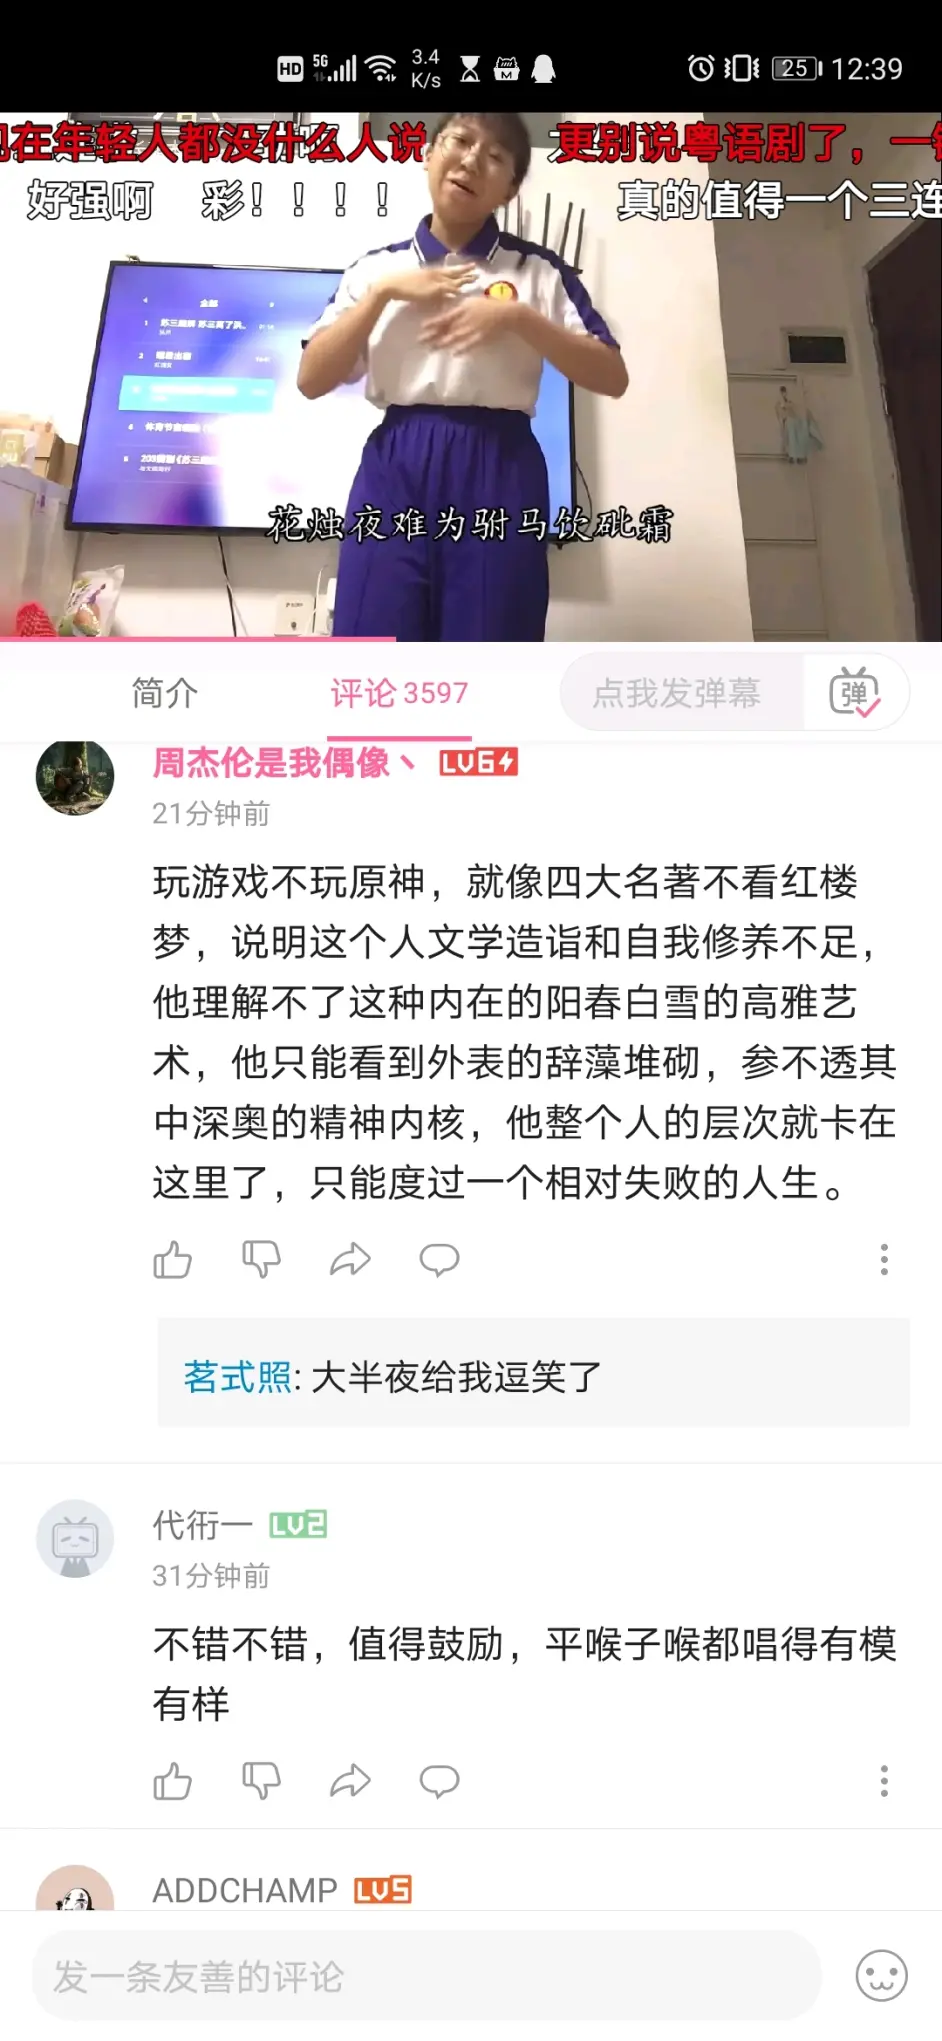 HD 5G 3.4 K/s 25 12:39
现在年轻人都没什么人说 更别说粤语剧了，一
好强啊 彩！！！！ 真的值得一个三连
全部
1
2
4
5
花烛夜难为驸马饮砒霜
简介 评论 3597 点我发弹幕 弹
周杰伦是我偶像丶 LV6
21分钟前
玩游戏不玩原神，就像四大名著不看红楼
梦，说明这个人文学造诣和自我修养不足，
他理解不了这种内在的阳春白雪的高雅艺
术，他只能看到外表的辞藻堆砌，参不透其
中深奥的精神内核，他整个人的层次就卡在
这里了，只能度过一个相对失败的人生。
茗式照: 大半夜给我逗笑了
代衎一 LV2
31分钟前
不错不错，值得鼓励，平喉子喉都唱得有模
有样
ADDCHAMP LV5
发一条友善的评论